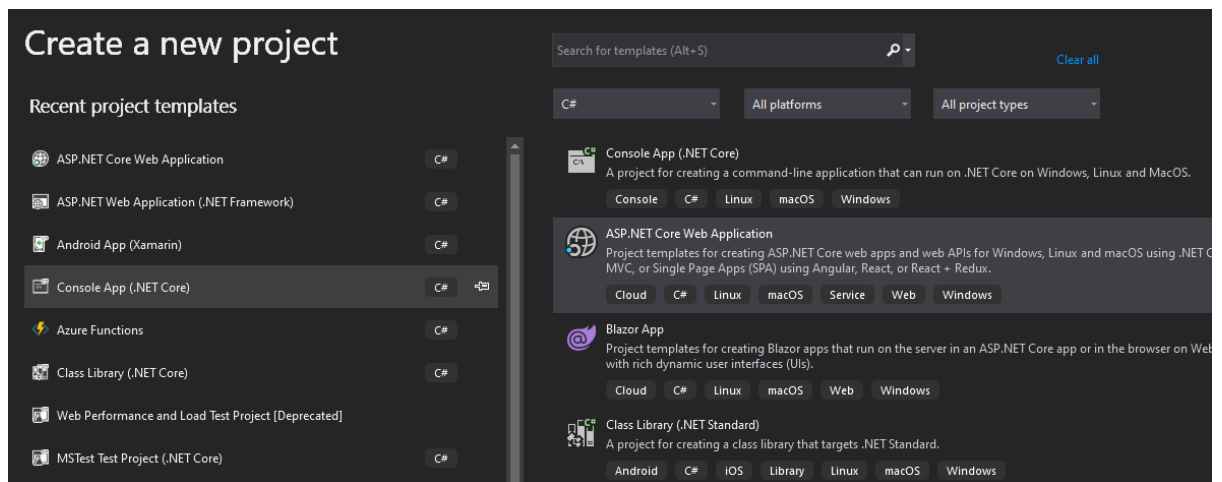 Create a new project
Recent project templates
ASP.NET Core Web Application C#
ASP.NET Web Application (.NET Framework) C#
Android App (Xamarin) C#
Console App (.NET Core) C#
Azure Functions C#
Class Library (.NET Core) C#
Web Performance and Load Test Project [Deprecated]
MSTest Test Project (.NET Core) C#
Search for templates (Alt+S)
Clear all
C# All platforms All project types
Console App (.NET Core)
A project for creating a command-line application that can run on .NET Core on Windows, Linux and MacOS.
Console C# Linux macOS Windows
ASP.NET Core Web Application
Project templates for creating ASP.NET Core web apps and web APIs for Windows, Linux and macOS using .NET C
MVC, or Single Page Apps (SPA) using Angular, React, or React + Redux.
Cloud C# Linux macOS Service Web Windows
Blazor App
Project templates for creating Blazor apps that run on the server in an ASP.NET Core app or in the browser on Web
with rich dynamic user interfaces (UIs).
Cloud C# Linux macOS Web Windows
Class Library (.NET Standard)
A project for creating a class library that targets .NET Standard.
Android C# iOS Library Linux macOS Windows